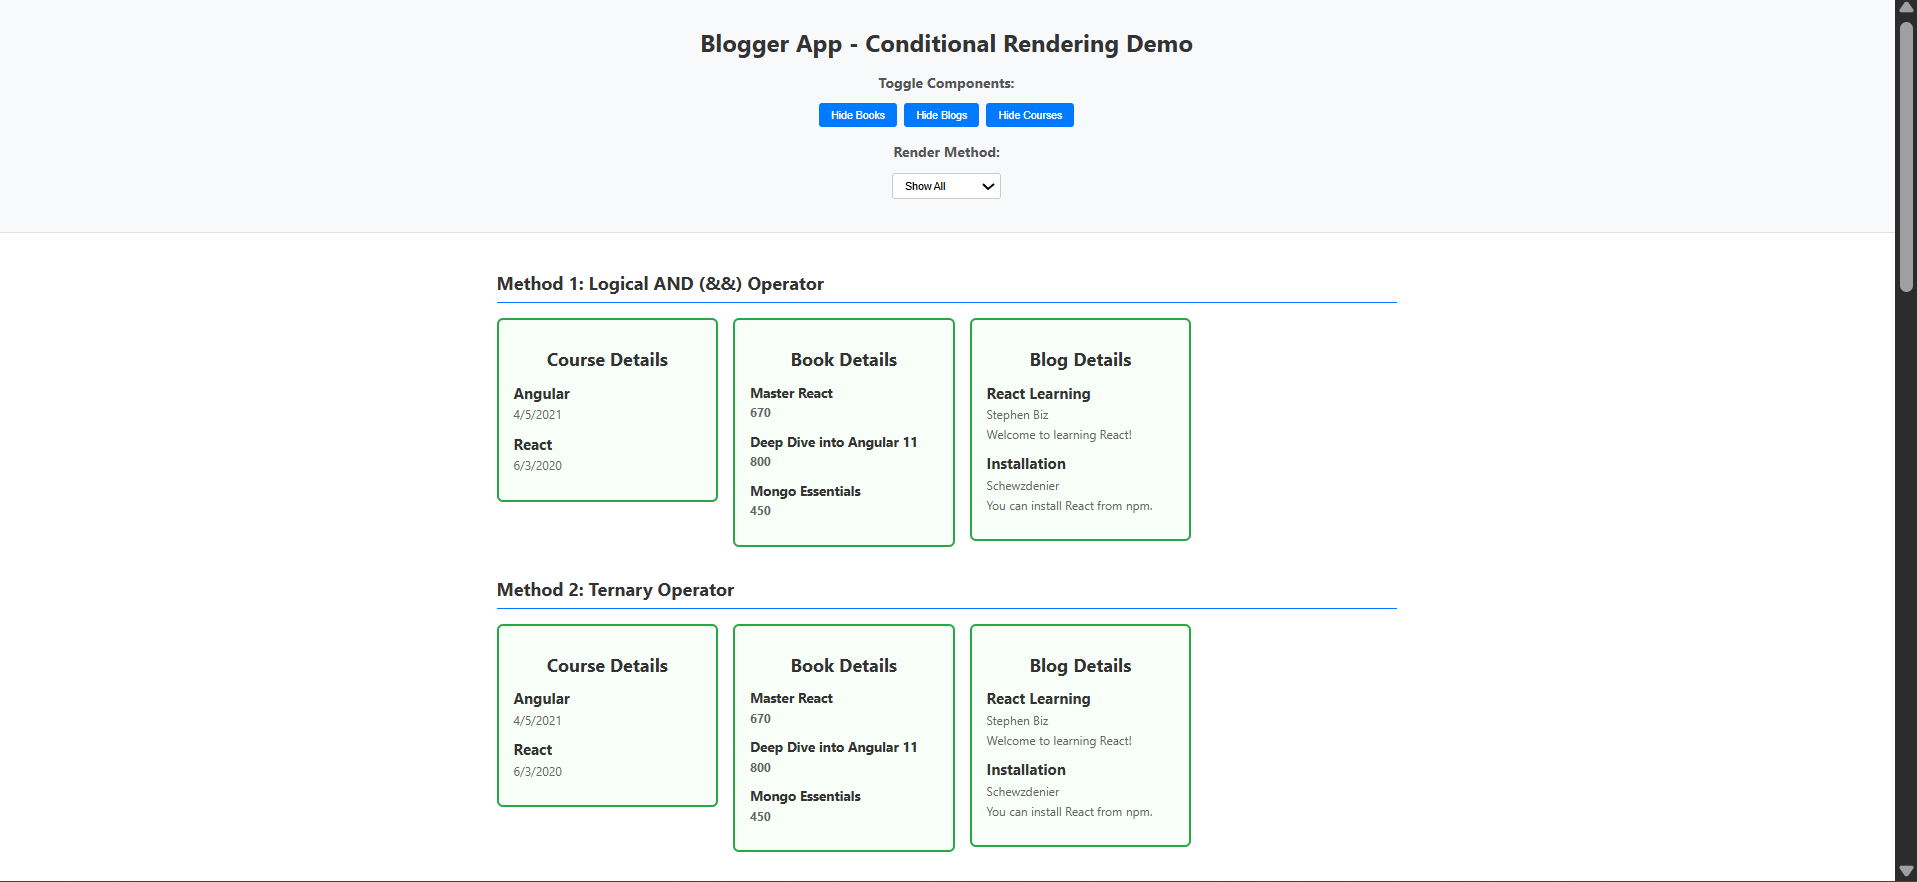 Blogger App - Conditional Rendering Demo
Toggle Components:
Hide Books
Hide Blogs
Hide Courses
Render Method:
Show All
Method 1: Logical AND (&&) Operator
Course Details
Angular
4/5/2021
React
6/3/2020
Book Details
Master React
670
Deep Dive into Angular 11
800
Mongo Essentials
450
Blog Details
React Learning
Stephen Biz
Welcome to learning React!
Installation
Schewzdenier
You can install React from npm.
Method 2: Ternary Operator
Course Details
Angular
4/5/2021
React
6/3/2020
Book Details
Master React
670
Deep Dive into Angular 11
800
Mongo Essentials
450
Blog Details
React Learning
Stephen Biz
Welcome to learning React!
Installation
Schewzdenier
You can install React from npm.